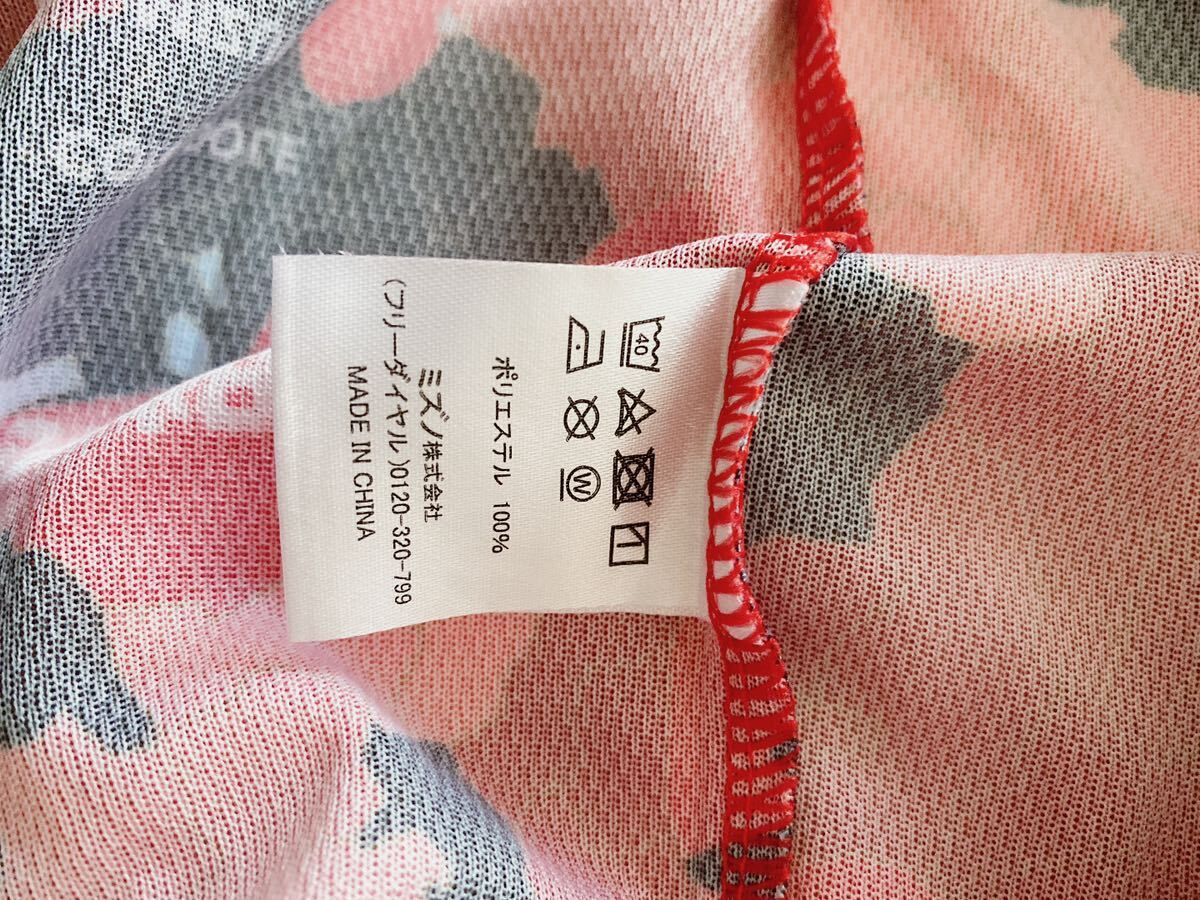 40
W
ポリエステル 100%
ミズノ株式会社
(フリーダイヤル)0120-320-799
MADE IN CHINA